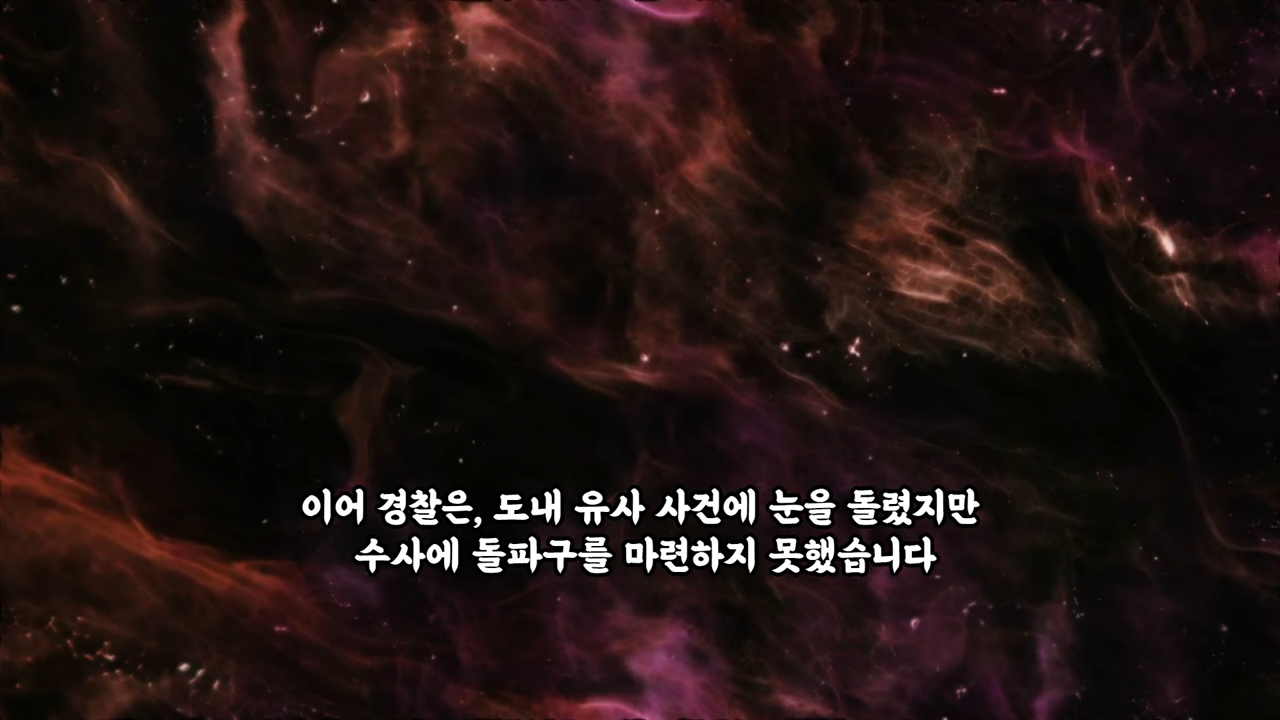 이어 경찰은, 도내 유사 사건에 눈을 돌렸지만
수사에 돌파구를 마련하지 못했습니다